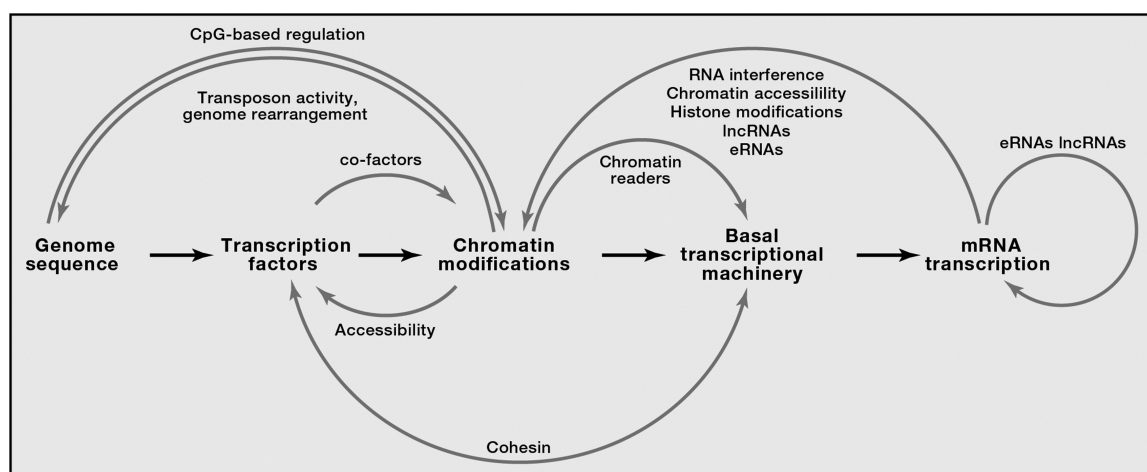 CpG-based regulation
Transposon activity,
genome rearrangement
co-factors
RNA interference
Chromatin accessilility
Histone modifications
lncRNAs
eRNAs
Chromatin
readers
eRNAs lncRNAs
Genome
sequence
Transcription
factors
Chromatin
modifications
Basal
transcriptional
machinery
mRNA
transcription
Accessibility
Cohesin